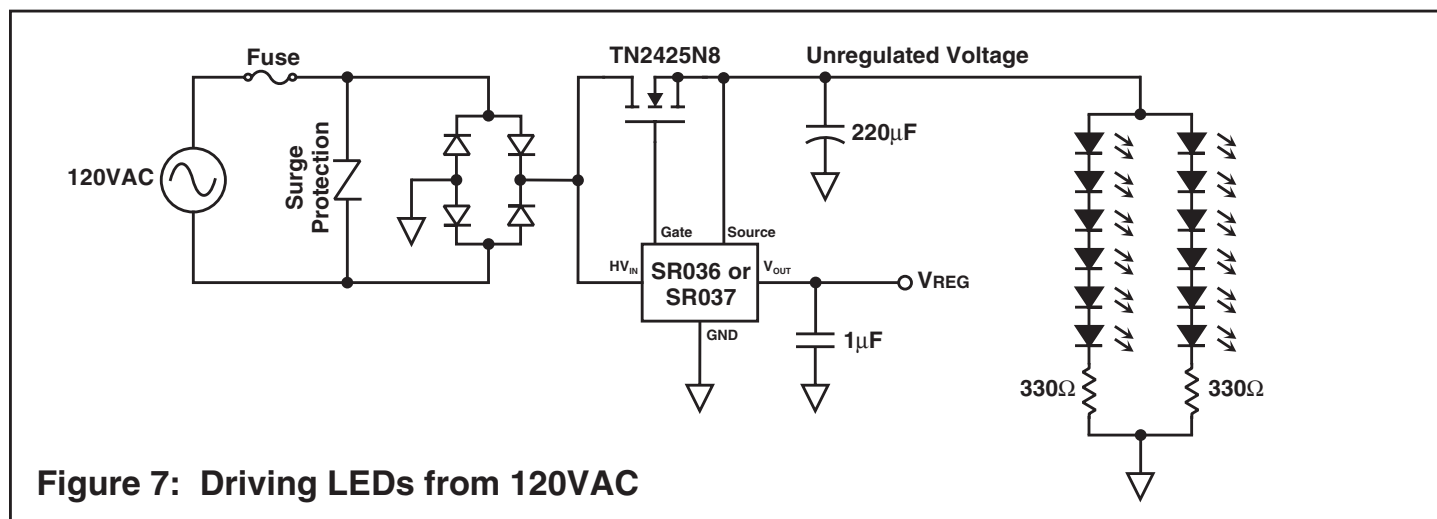 Fuse
TN2425N8
Unregulated Voltage
120VAC
Surge
Protection
220μF
Gate
Source
HVIN
SR036 or
SR037
VOUT
VREG
GND
1μF
330Ω
330Ω
Figure 7: Driving LEDs from 120VAC